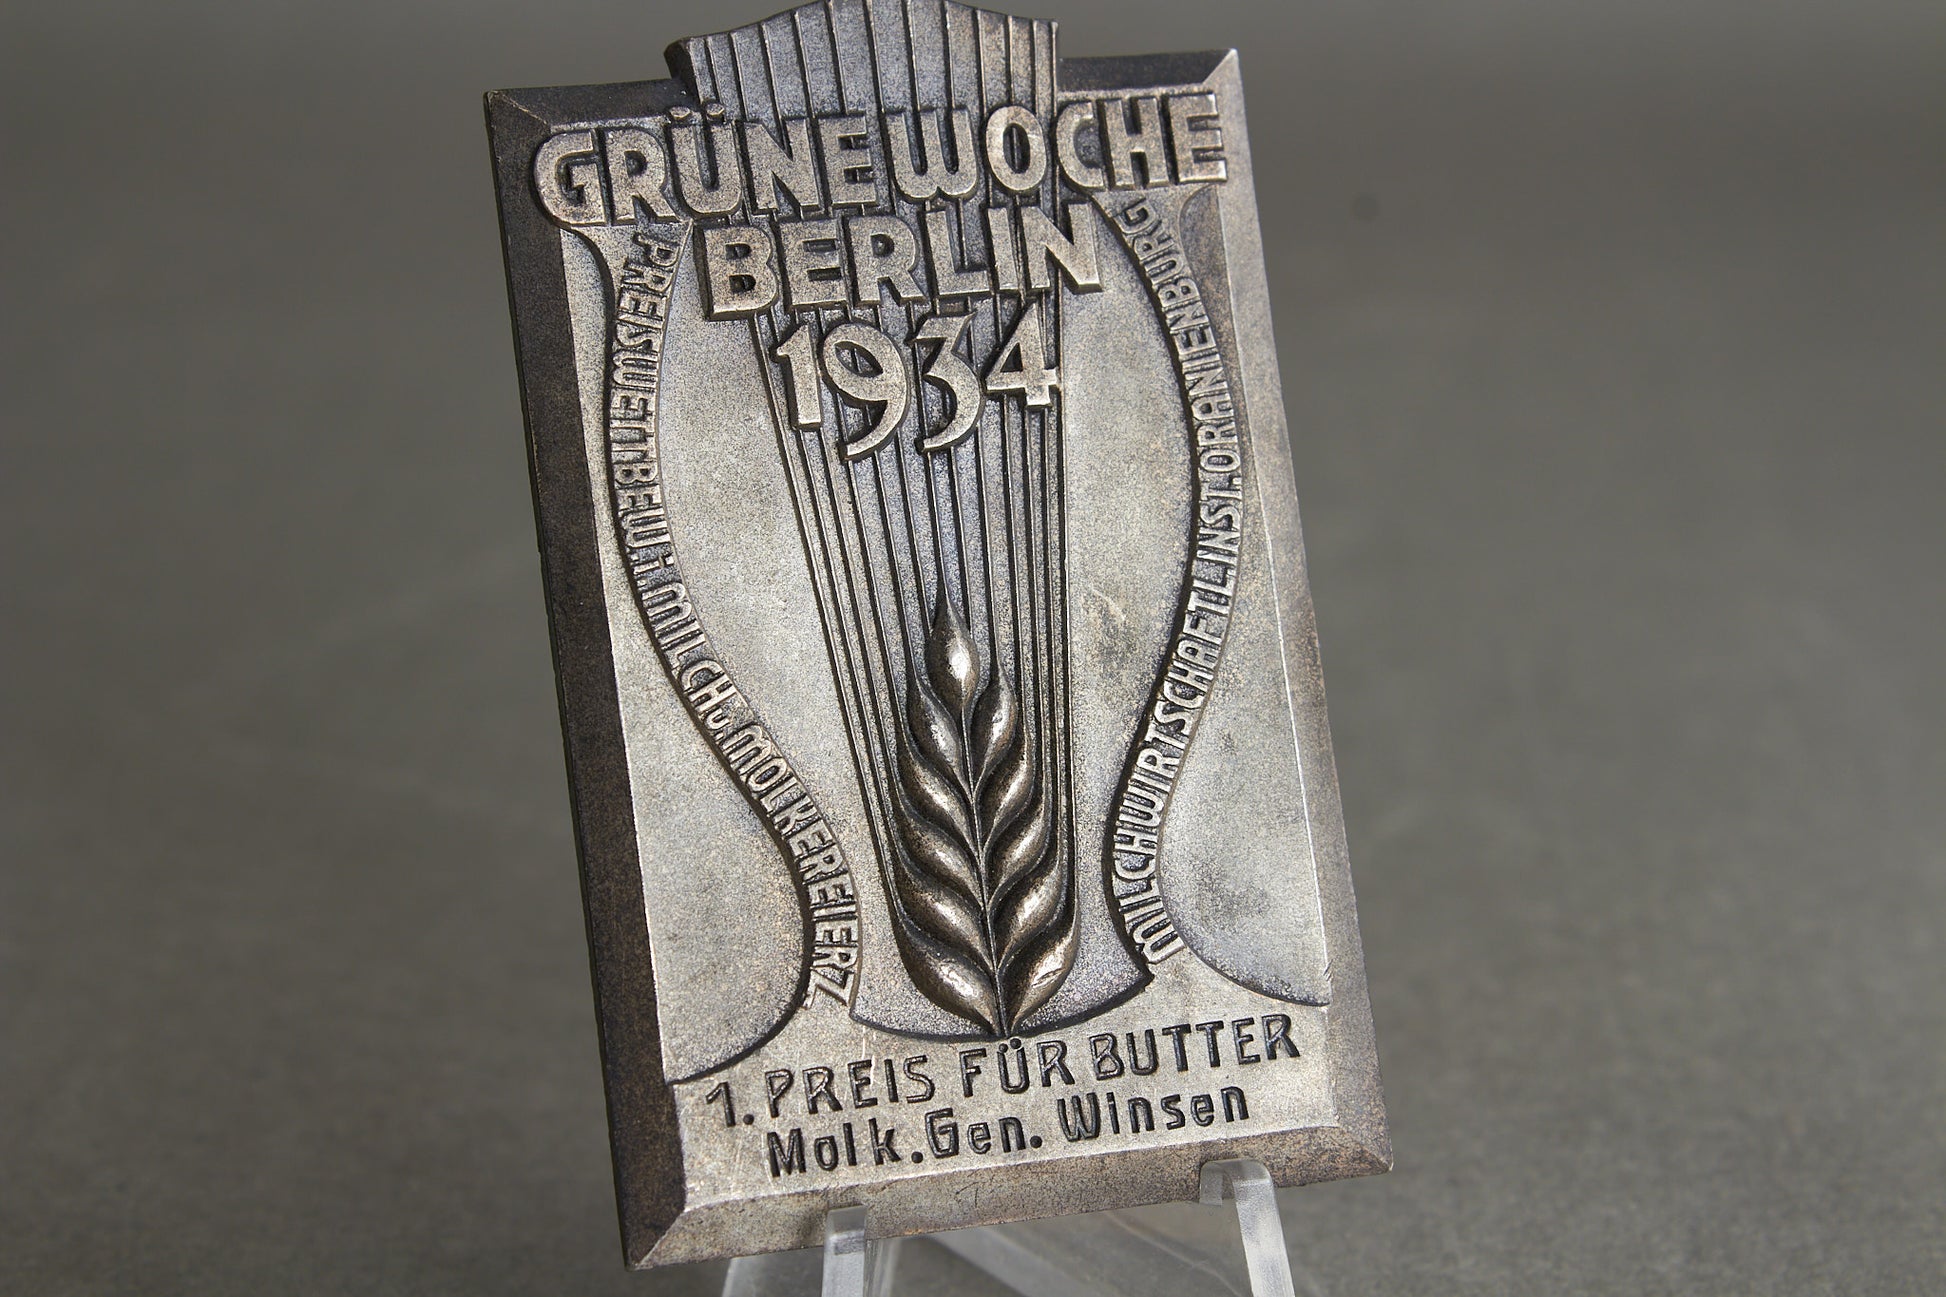 GRÜNE WOCHE
BERLIN
1934
PREISWETTBEW. i. MILCH u. MOLKEREIERZ.
MILCHWIRTSCHAFTL. INST. ORANIENBURG
1. PREIS FÜR BUTTER
Molk. Gen. Winsen